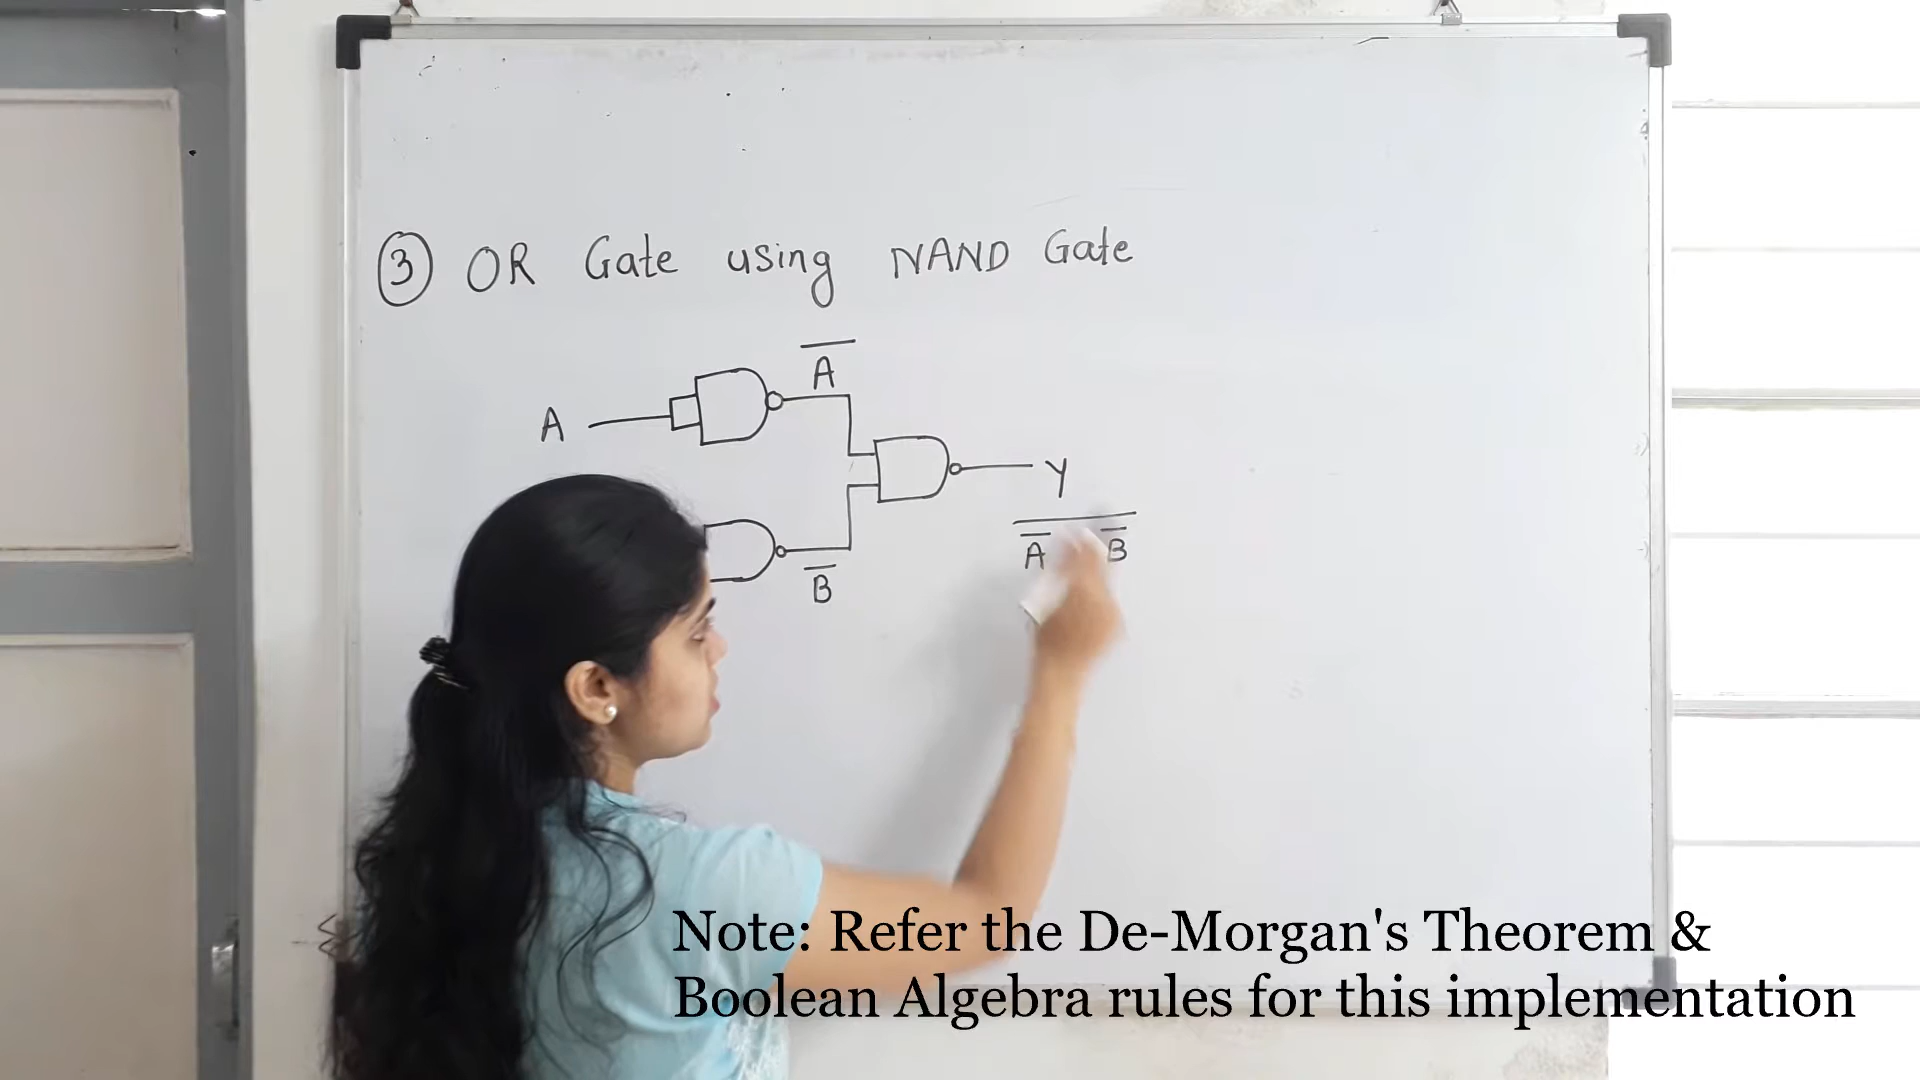 ③ OR Gate using NAND Gate
A̅
A
Y
A̅ B̅
B̅
Note: Refer the De-Morgan's Theorem &
Boolean Algebra rules for this implementation